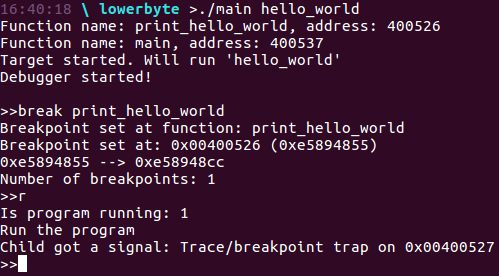 16:40:18 \ lowerbyte >./main hello_world
Function name: print_hello_world, address: 400526
Function name: main, address: 400537
Target started. Will run 'hello_world'
Debugger started!
>>break print_hello_world
Breakpoint set at function: print_hello_world
Breakpoint set at: 0x00400526 (0xe5894855)
0xe5894855 --> 0xe58948cc
Number of breakpoints: 1
>>r
Is program running: 1
Run the program
Child got a signal: Trace/breakpoint trap on 0x00400527
>>